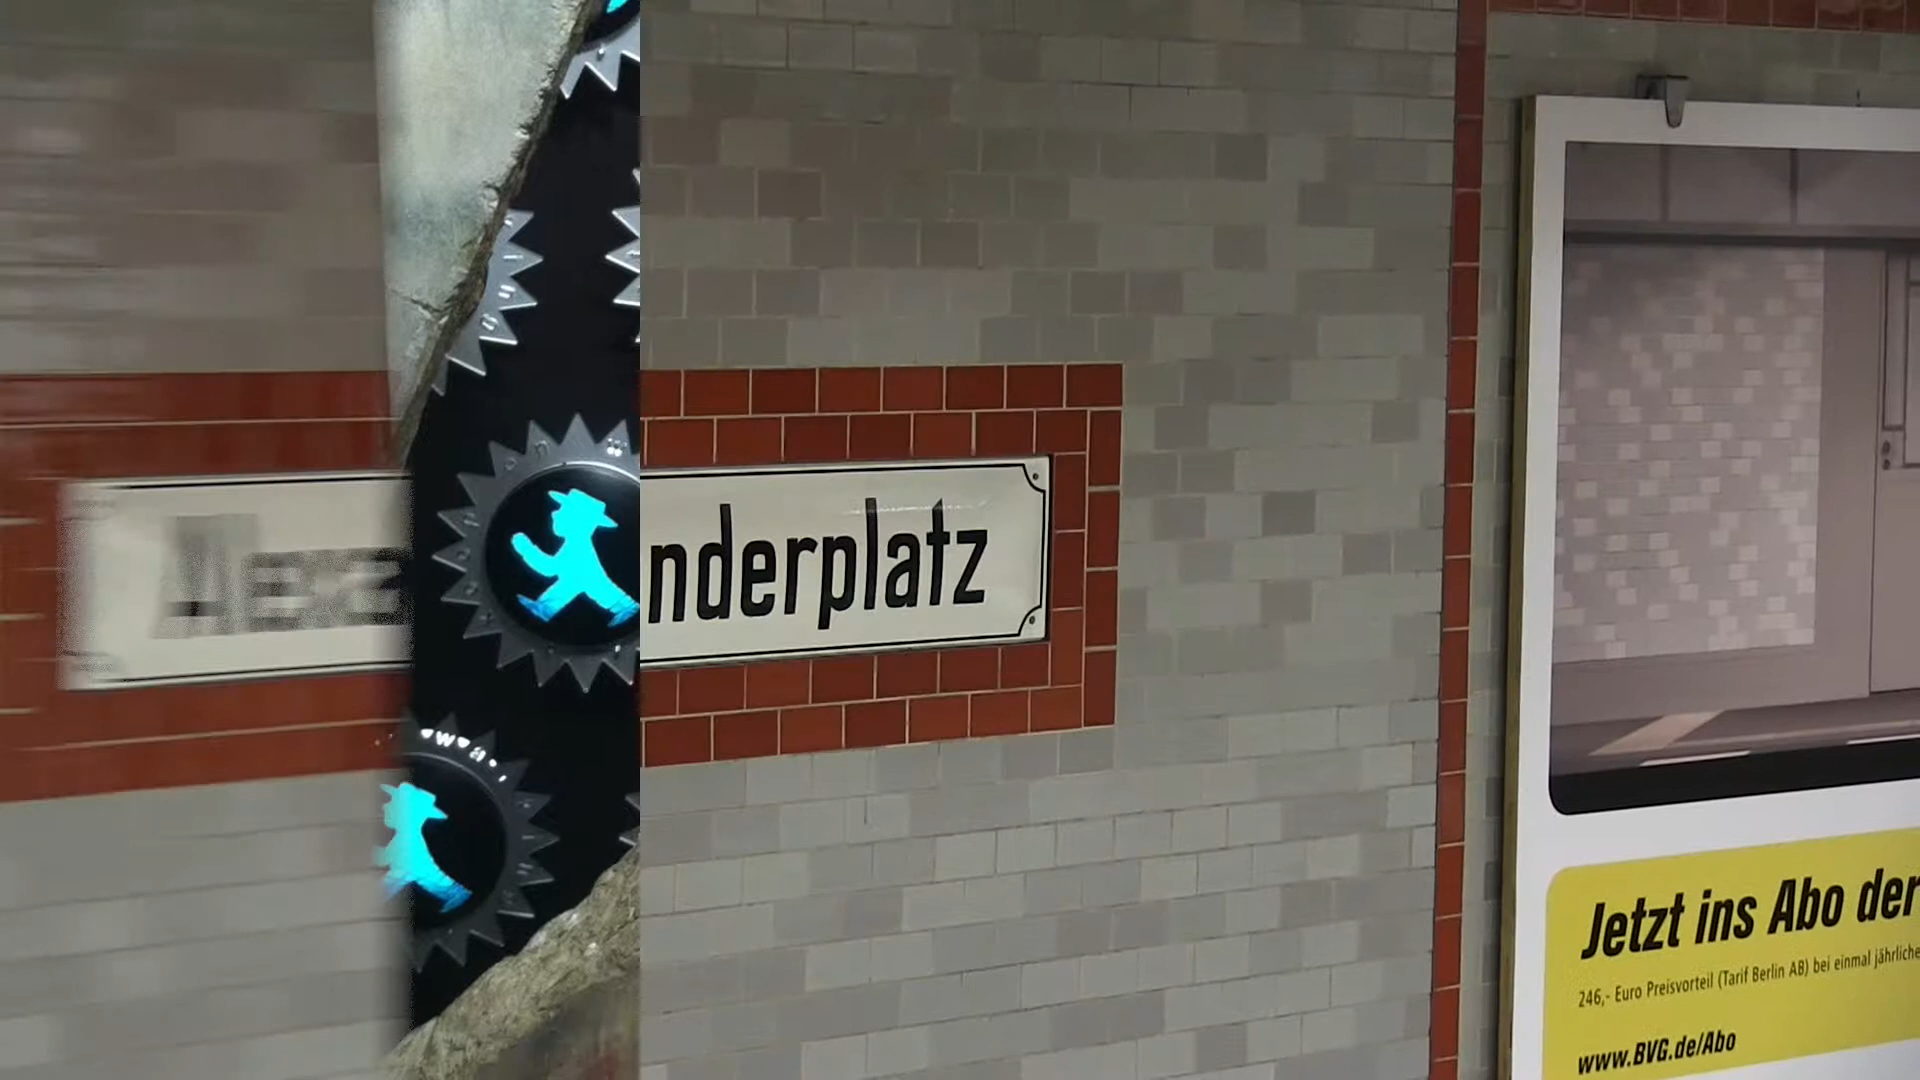 nderplatz
Jetzt ins Abo der
246,- Euro Preisvorteil (Tarif Berlin AB) bei einmal jährliche
www.BVG.de/Abo